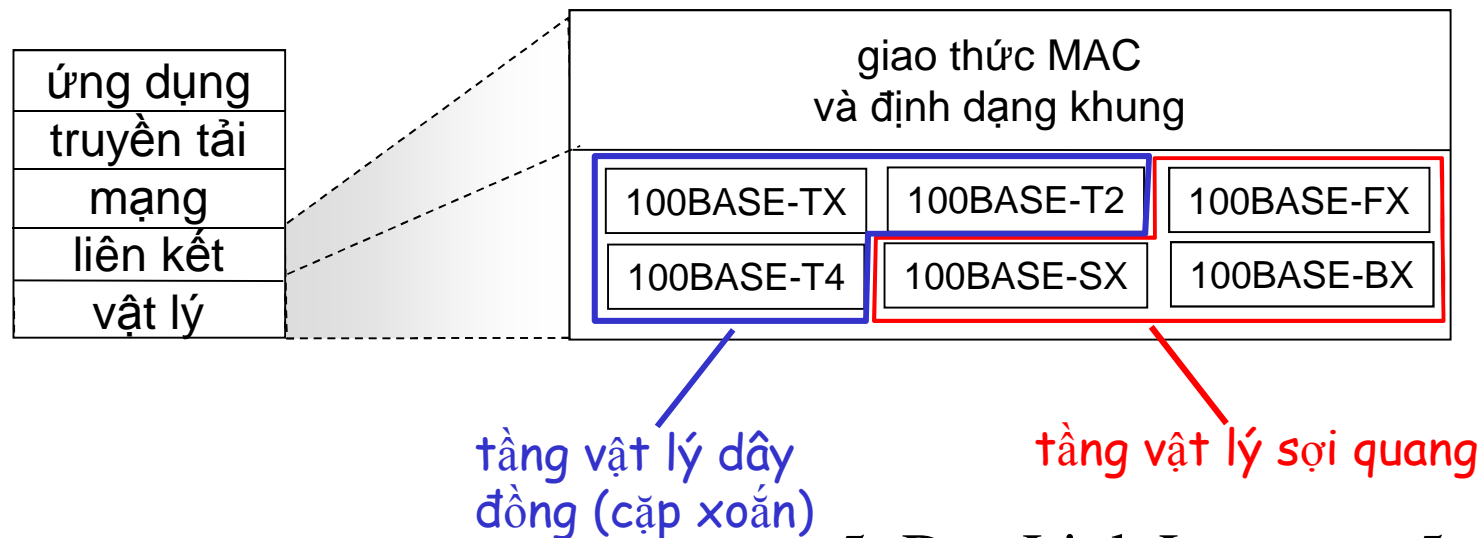 ứng dụng
truyền tải
mạng
liên kết
vật lý
giao thức MAC
và định dạng khung
100BASE-TX
100BASE-T2
100BASE-FX
100BASE-T4
100BASE-SX
100BASE-BX
tầng vật lý dây
đồng (cặp xoắn)
tầng vật lý sợi quang